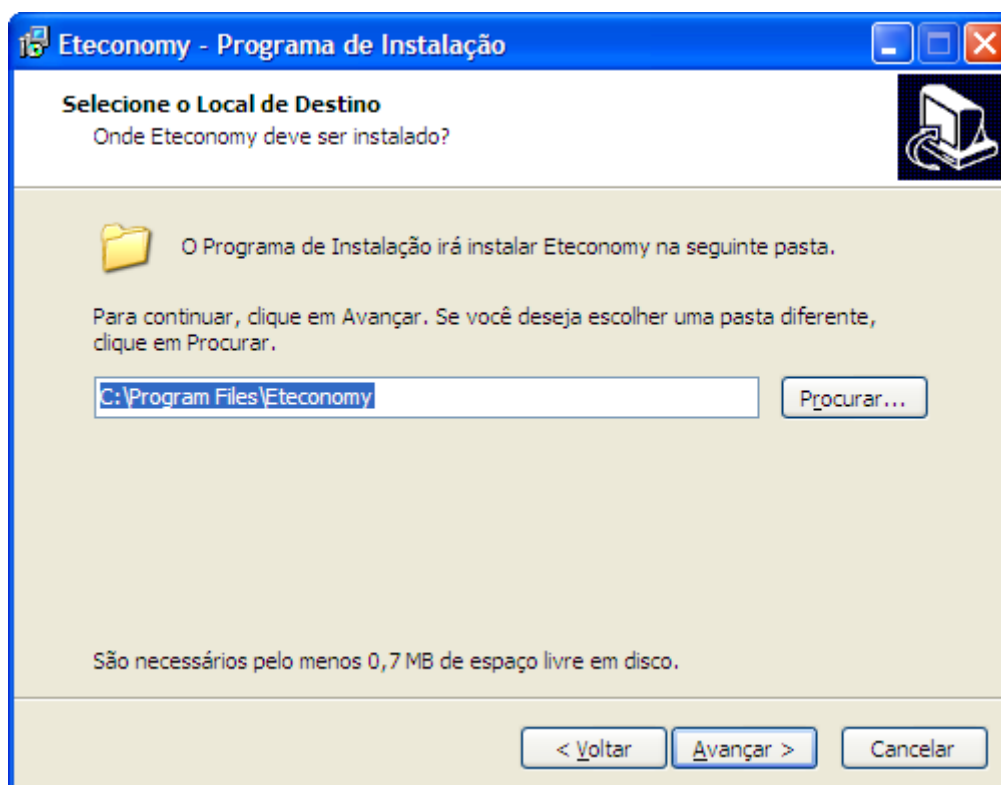 Eteconomy - Programa de Instalação
Selecione o Local de Destino
Onde Eteconomy deve ser instalado?
O Programa de Instalação irá instalar Eteconomy na seguinte pasta.
Para continuar, clique em Avançar. Se você deseja escolher uma pasta diferente,
clique em Procurar.
C:\Program Files\Eteconomy
Procurar...
São necessários pelo menos 0,7 MB de espaço livre em disco.
< Voltar
Avançar >
Cancelar